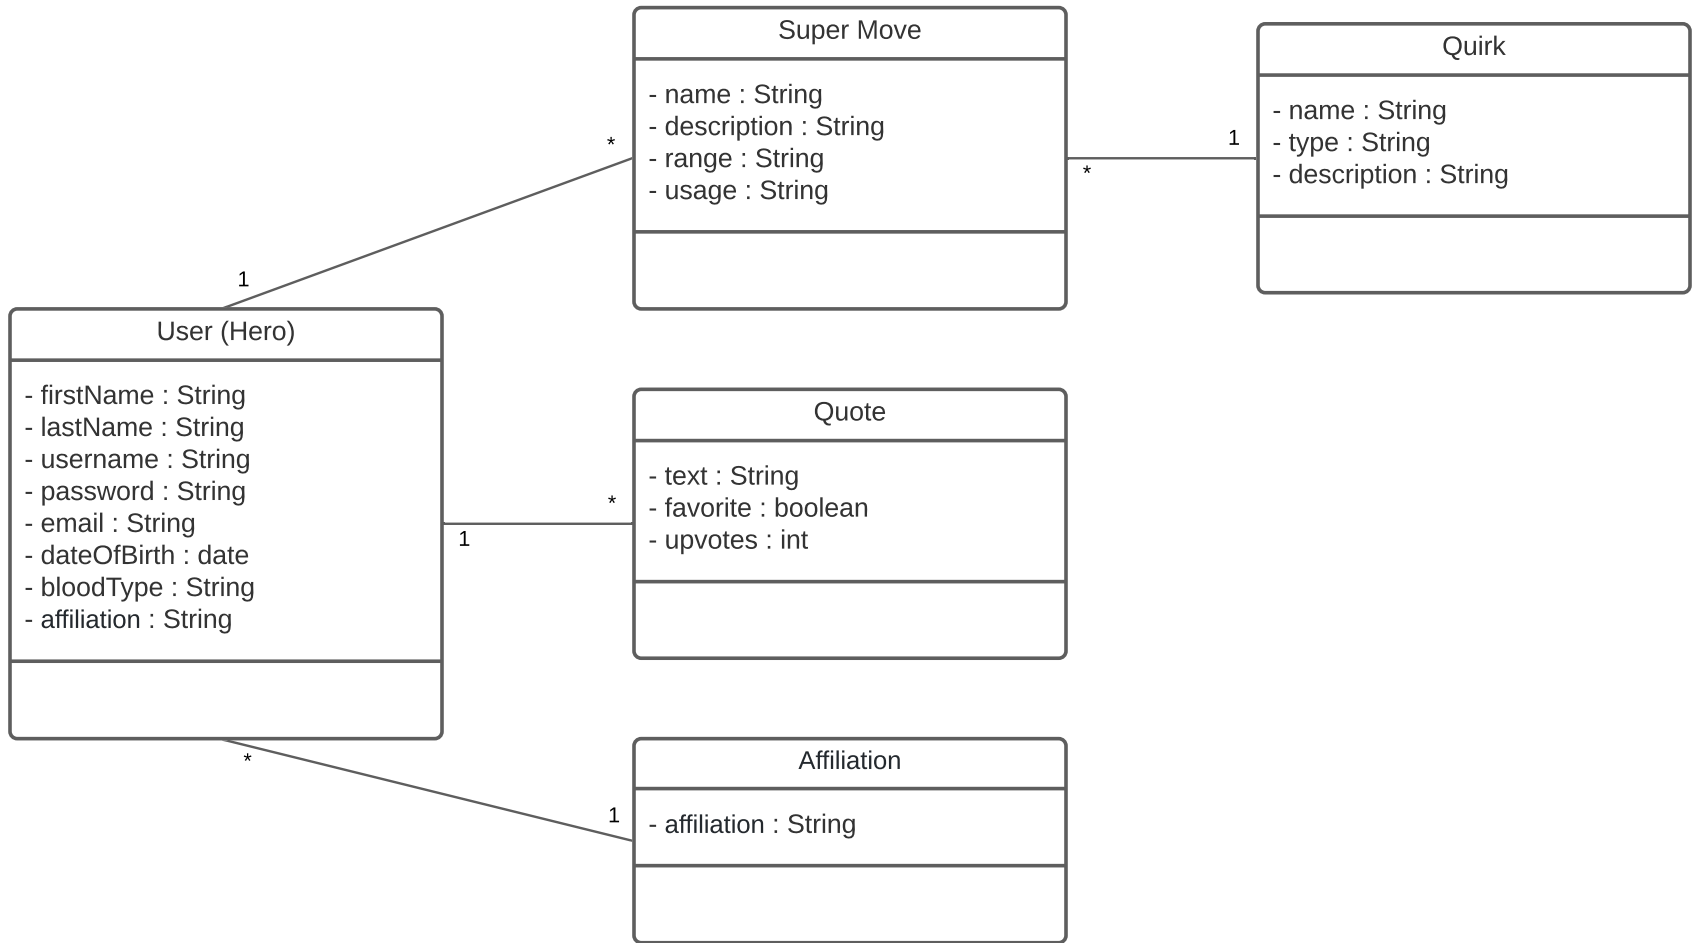 Super Move
- name : String
- description : String
- range : String
- usage : String
*
1
*
1
Quirk
- name : String
- type : String
- description : String
User (Hero)
- firstName : String
- lastName : String
- username : String
- password : String
- email : String
- dateOfBirth : date
- bloodType : String
- affiliation : String
1
*
Quote
- text : String
- favorite : boolean
- upvotes : int
*
1
Affiliation
- affiliation : String